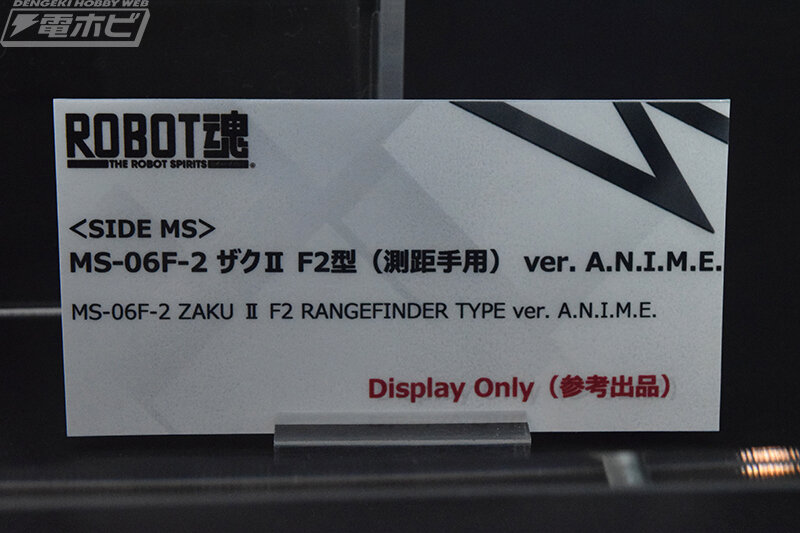 DENGEKI HOBBY WEB
電ホビ
ROBOT魂
THE ROBOT SPIRITS
<SIDE MS>
MS-06F-2 ザクⅡ F2型（測距手用） ver. A.N.I.M.E.
MS-06F-2 ZAKU Ⅱ F2 RANGEFINDER TYPE ver. A.N.I.M.E.
Display Only（参考出品）